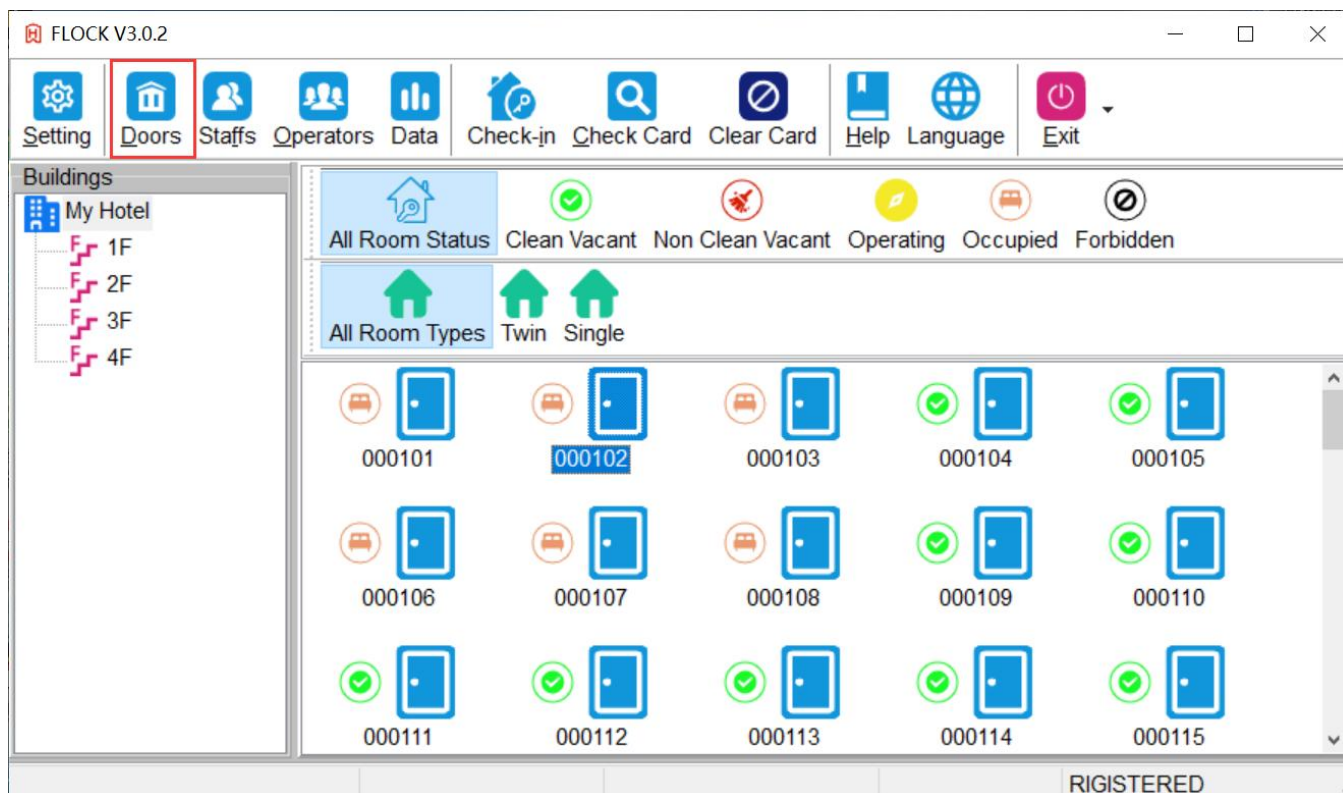 FLOCK V3.0.2
Setting Doors Staffs Operators Data Check-in Check Card Clear Card Help Language Exit
Buildings
My Hotel
1F
2F
3F
4F
All Room Status Clean Vacant Non Clean Vacant Operating Occupied Forbidden
All Room Types Twin Single
000101 000102 000103 000104 000105
000106 000107 000108 000109 000110
000111 000112 000113 000114 000115
RIGISTERED